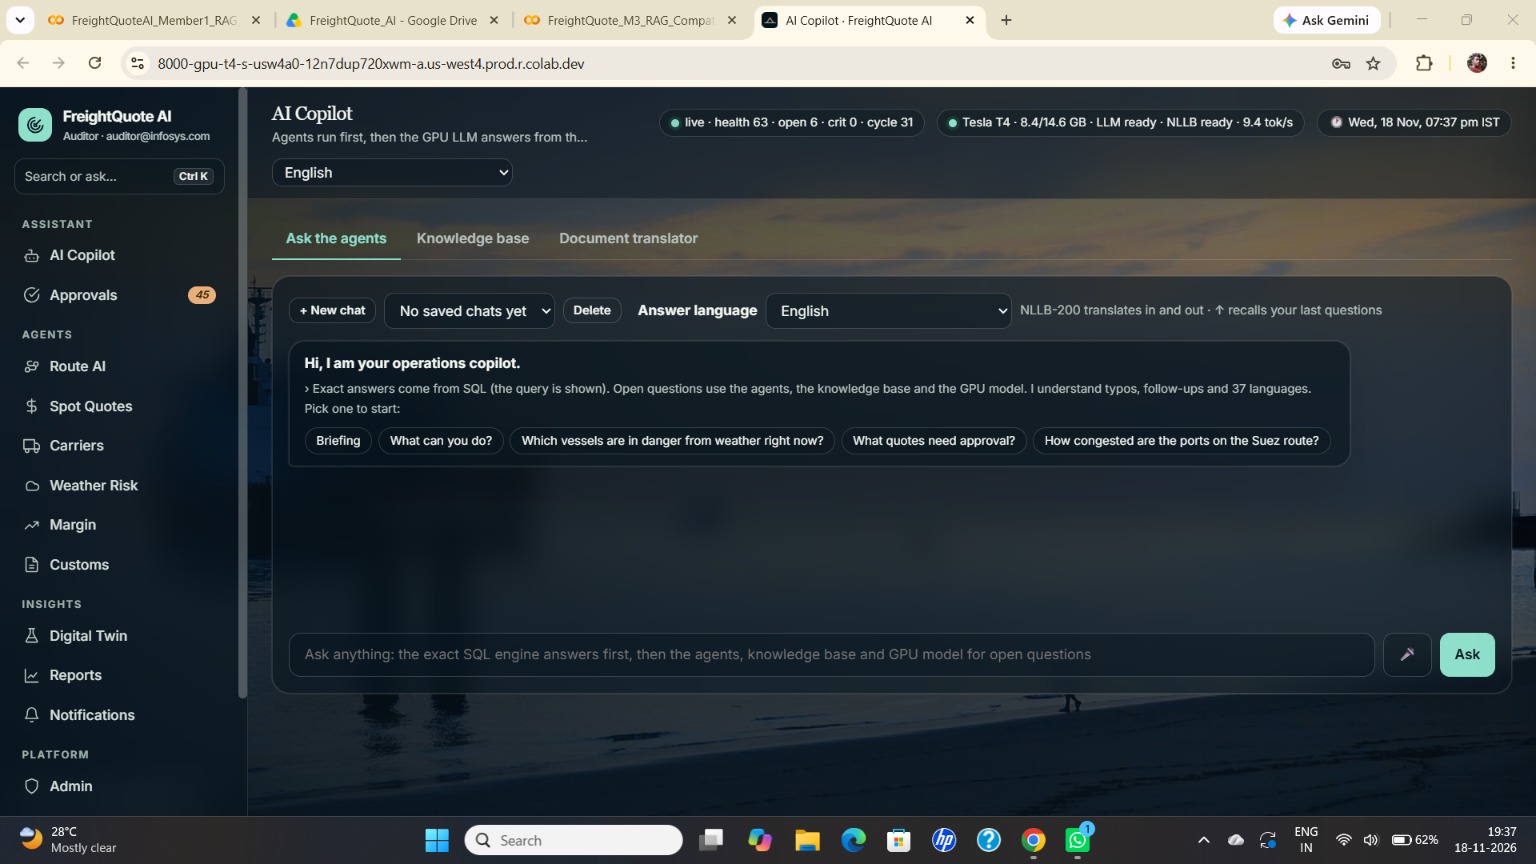 FreightQuoteAI_Member1_RAG
FreightQuote_AI - Google Drive
FreightQuote_M3_RAG_Compat
AI Copilot · FreightQuote AI
Ask Gemini
8000-gpu-t4-s-usw4a0-12n7dup720xwm-a.us-west4.prod.r.colab.dev
FreightQuote AI
Auditor · auditor@infosys.com
Search or ask...
Ctrl K
ASSISTANT
AI Copilot
Approvals
45
AGENTS
Route AI
Spot Quotes
Carriers
Weather Risk
Margin
Customs
INSIGHTS
Digital Twin
Reports
Notifications
PLATFORM
Admin
AI Copilot
Agents run first, then the GPU LLM answers from th...
live · health 63 · open 6 · crit 0 · cycle 31
Tesla T4 · 8.4/14.6 GB · LLM ready · NLLB ready · 9.4 tok/s
Wed, 18 Nov, 07:37 pm IST
English
Ask the agents
Knowledge base
Document translator
+ New chat
No saved chats yet
Delete
Answer language
English
NLLB-200 translates in and out · ↑ recalls your last questions
Hi, I am your operations copilot.
› Exact answers come from SQL (the query is shown). Open questions use the agents, the knowledge base and the GPU model. I understand typos, follow-ups and 37 languages.
Pick one to start:
Briefing
What can you do?
Which vessels are in danger from weather right now?
What quotes need approval?
How congested are the ports on the Suez route?
Ask anything: the exact SQL engine answers first, then the agents, knowledge base and GPU model for open questions
Ask
28°C
Mostly clear
Search
hp
1
ENG
IN
62%
19:37
18-11-2026